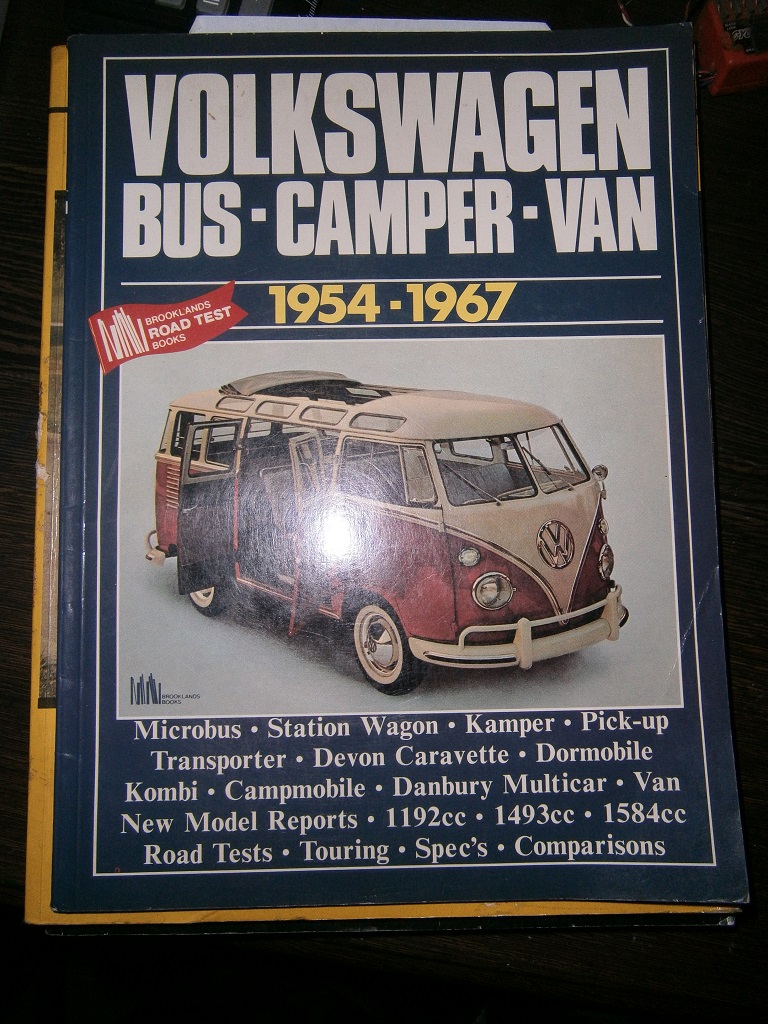 VOLKSWAGEN
BUS - CAMPER - VAN
1954 - 1967
BROOKLANDS
ROAD TEST
BOOKS
VW
BROOKLANDS
BOOKS
Microbus • Station Wagon • Kamper • Pick-up
Transporter • Devon Caravette • Dormobile
Kombi • Campmobile • Danbury Multicar • Van
New Model Reports • 1192cc • 1493cc • 1584cc
Road Tests • Touring • Spec's • Comparisons